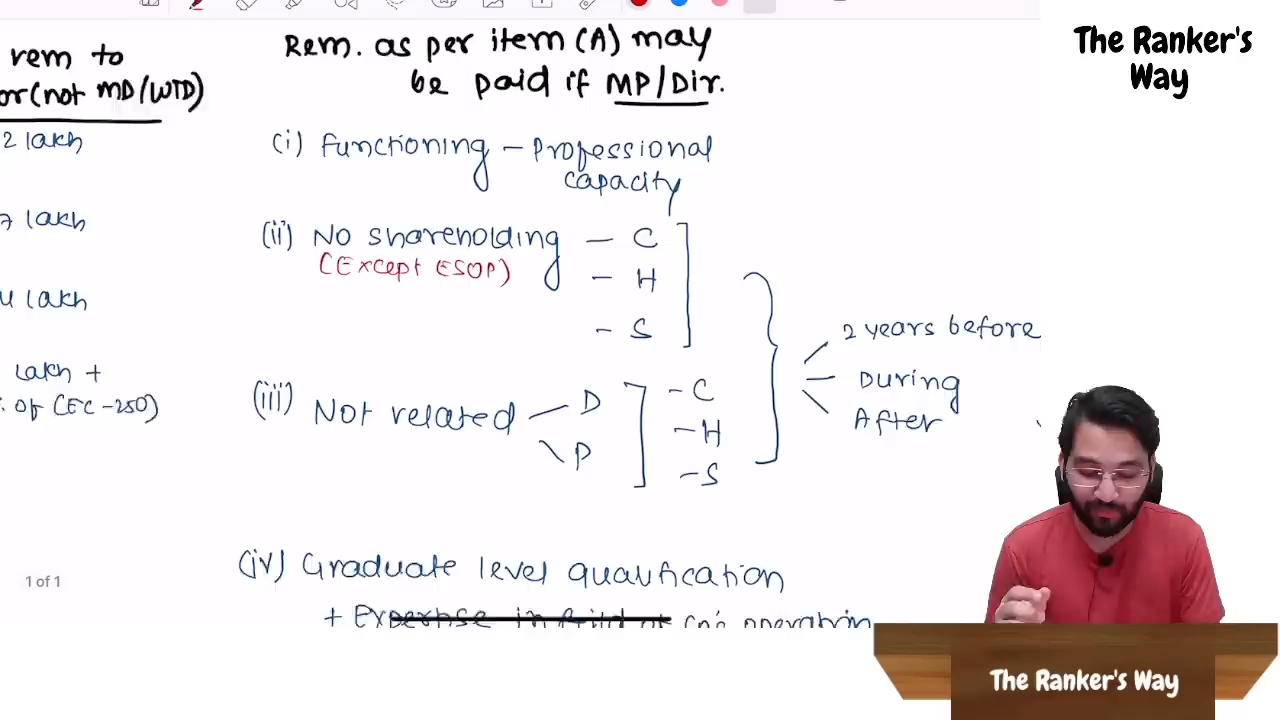 rem to
or (not MD/WTD)
2 lakh
7 lakh
4 lakh
lakh +
of (EC -250)
1 of 1
Rem. as per item (A) may
be paid if MP/Dir.
(i) Functioning - Professional
capacity
(ii) No shareholding - C
(Except ESOP) - H
- S
(iii) Not related - D - C
\ P - H
- S
2 years before
During
After
(iv) Graduate level qualification
+ Expertise in field of Co's operation
The Ranker's
Way
The Ranker's Way